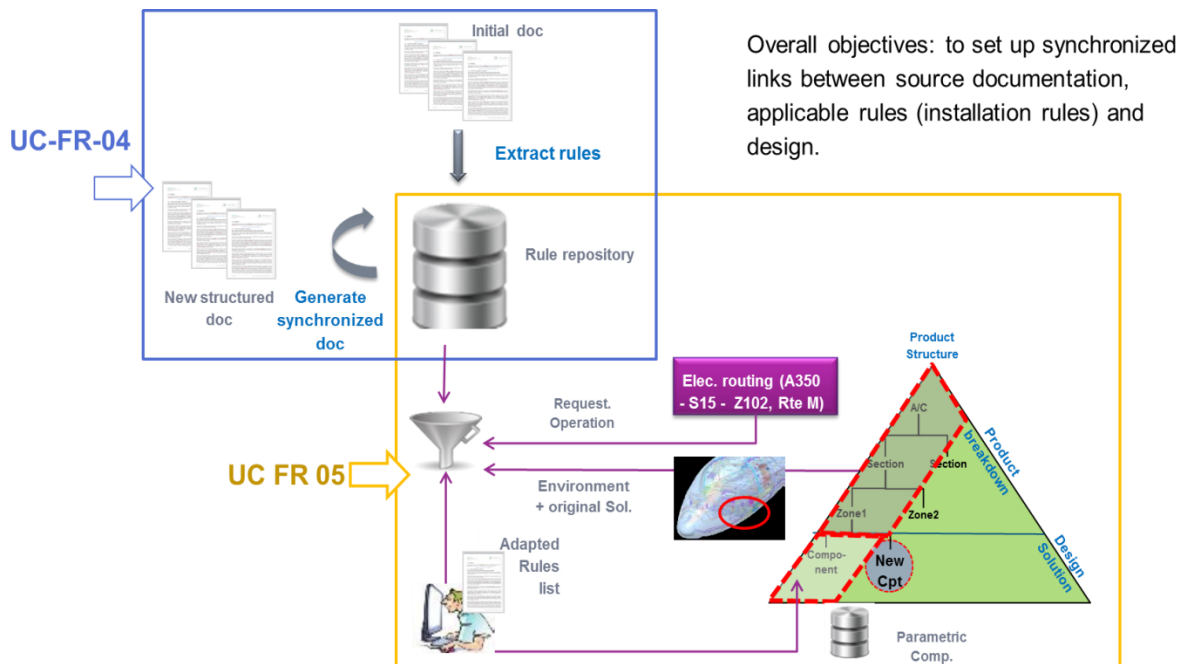 Initial doc
Overall objectives: to set up synchronized
links between source documentation,
applicable rules (installation rules) and
design.
UC-FR-04
Extract rules
Rule repository
New structured
doc
Generate
synchronized
doc
Product
Structure
Elec. routing (A350
- S15 - Z102, Rte M)
Request.
Operation
A/C
Product
breakdown
Section
Section
UC FR 05
Environment
+ original Sol.
Zone1
Zone2
Adapted
Rules
list
Compo-
nent
New
Cpt
Design
Solution
Parametric
Comp.